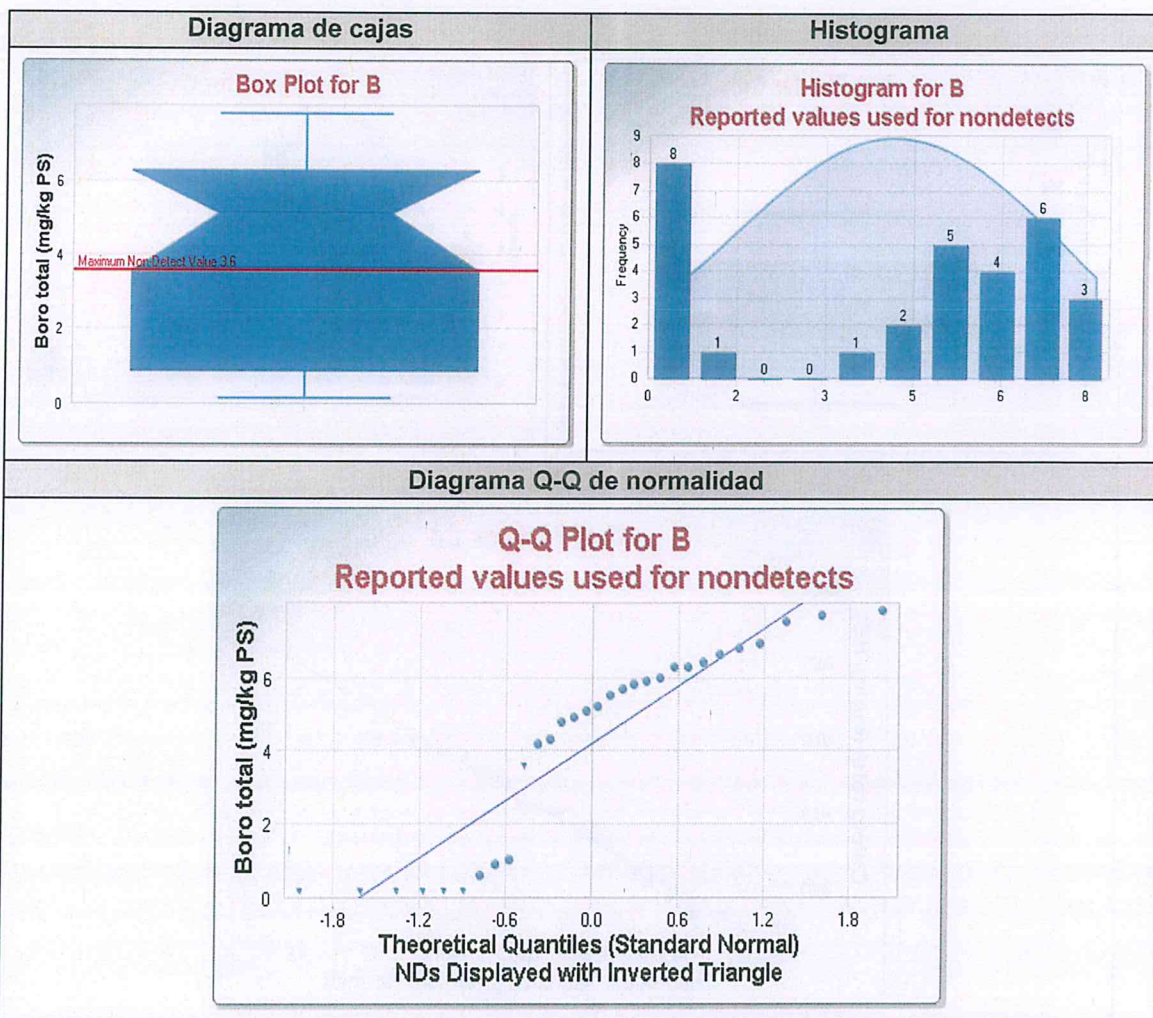 Diagrama de cajas
Histograma
Box Plot for B
Boro total (mg/kg PS)
6
4
2
0
Maximum Non-Detect Value 3.6
Histogram for B
Reported values used for nondetects
Frequency
9
8
7
6
5
4
3
2
1
0
8
1
0
0
1
2
5
4
6
3
0
2
3
5
6
8
Diagrama Q-Q de normalidad
Q-Q Plot for B
Reported values used for nondetects
Boro total (mg/kg PS)
6
4
2
0
-1.8
-1.2
-0.6
0.0
0.6
1.2
1.8
Theoretical Quantiles (Standard Normal)
NDs Displayed with Inverted Triangle